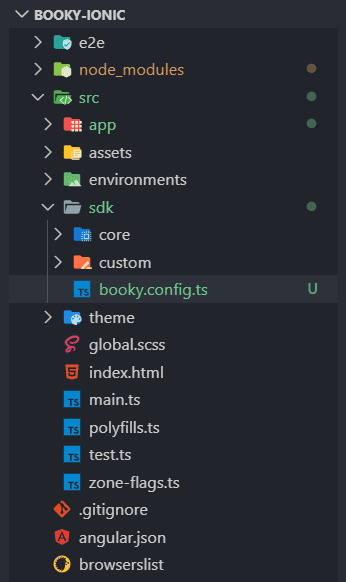 BOOKY-IONIC
e2e
node_modules
src
app
assets
environments
sdk
core
custom
TS booky.config.ts U
theme
global.scss
index.html
TS main.ts
TS polyfills.ts
TS test.ts
TS zone-flags.ts
.gitignore
angular.json
browserslist